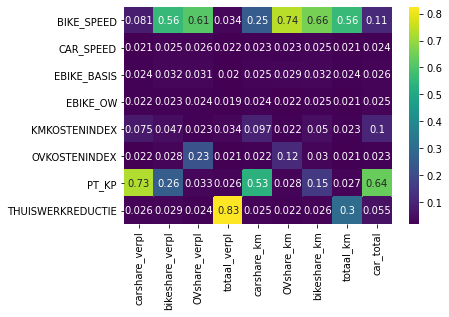 BIKE_SPEED 0.081 0.56 0.61 0.034 0.25 0.74 0.66 0.56 0.11
CAR_SPEED 0.021 0.025 0.026 0.022 0.023 0.023 0.025 0.021 0.024
EBIKE_BASIS 0.024 0.032 0.031 0.02 0.025 0.029 0.032 0.024 0.026
EBIKE_OW 0.022 0.023 0.024 0.019 0.024 0.022 0.025 0.021 0.025
KMKOSTENINDEX 0.075 0.047 0.023 0.034 0.097 0.022 0.05 0.023 0.1
OVKOSTENINDEX 0.022 0.028 0.23 0.021 0.022 0.12 0.03 0.021 0.023
PT_KP 0.73 0.26 0.033 0.026 0.53 0.028 0.15 0.027 0.64
THUISWERKREDUCTIE 0.026 0.029 0.024 0.83 0.025 0.022 0.026 0.3 0.055
carshare_verpl
bikeshare_verpl
OVshare_verpl
totaal_verpl
carshare_km
OVshare_km
bikeshare_km
totaal_km
car_total
0.8
0.7
0.6
0.5
0.4
0.3
0.2
0.1